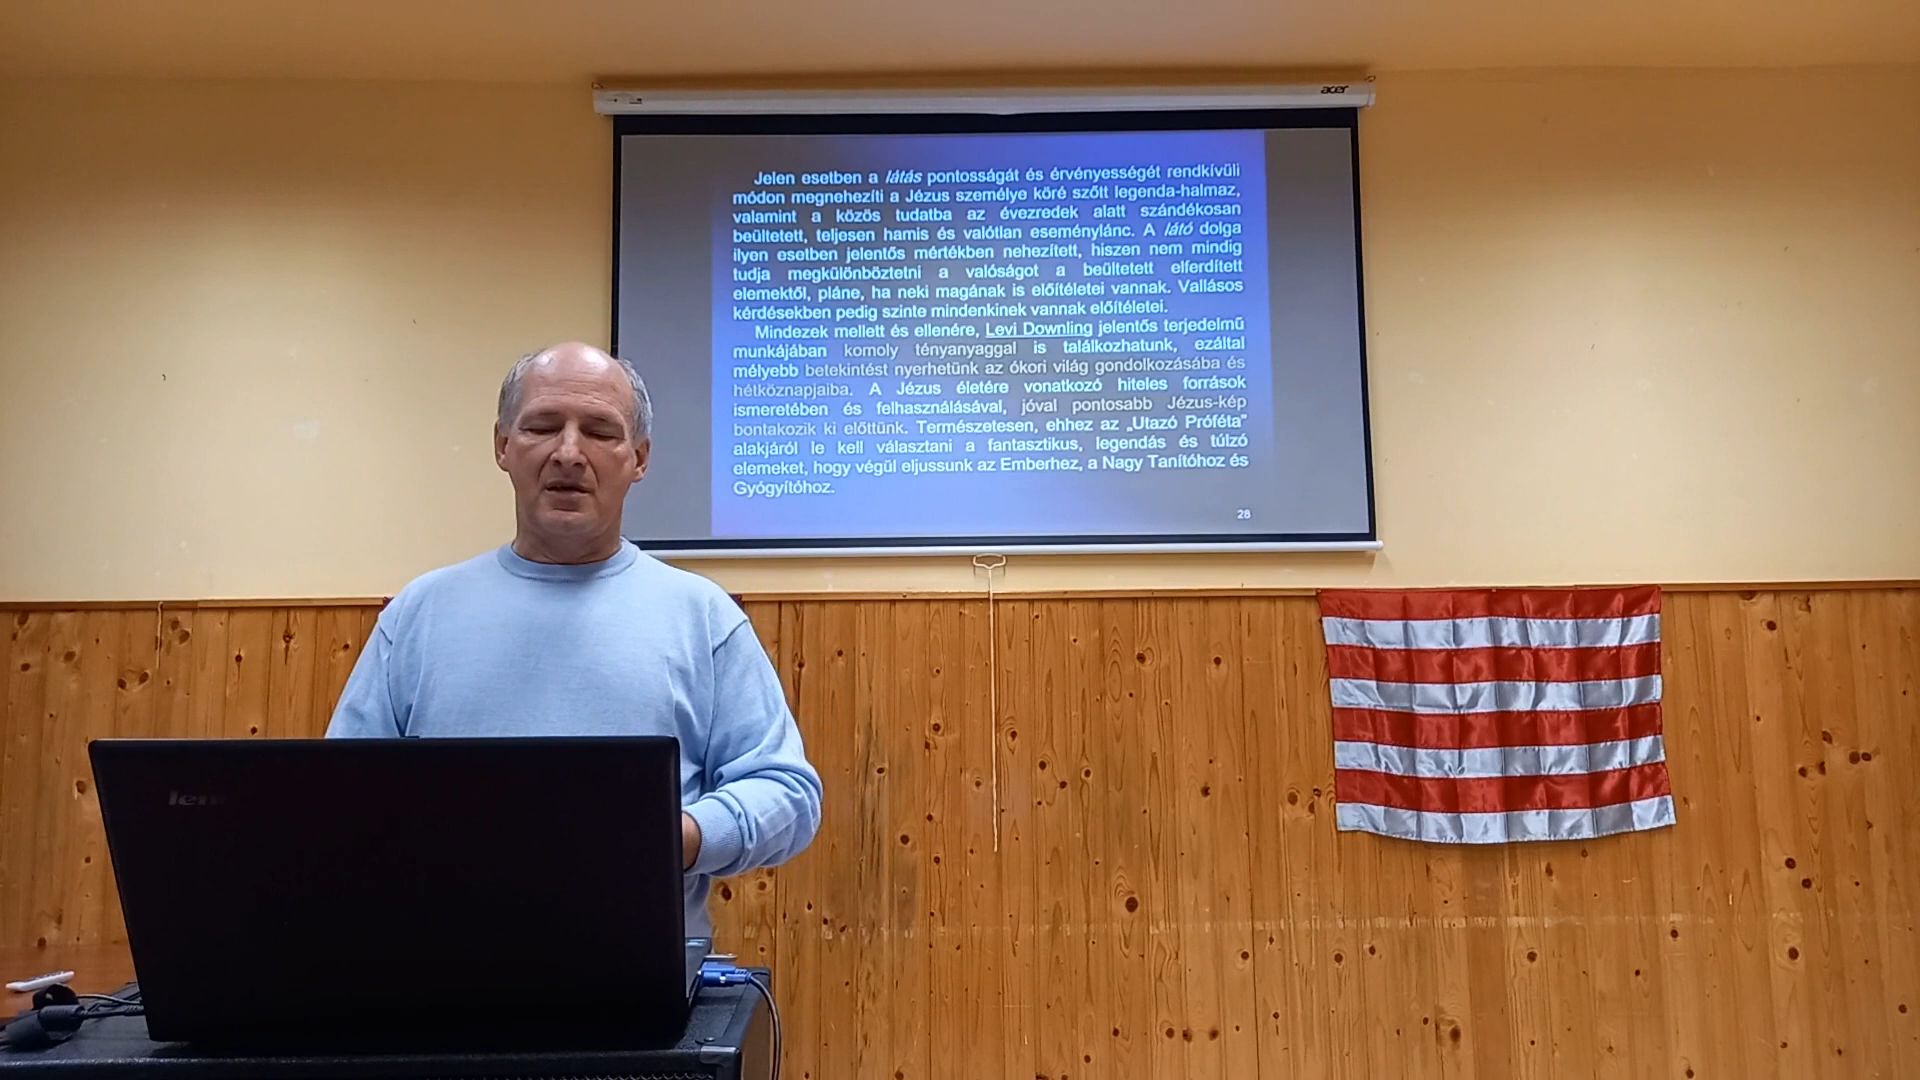 acer
Jelen esetben a látás pontosságát és érvényességét rendkívüli
módon megnehezíti a Jézus személye köré szőtt legenda-halmaz,
valamint a közös tudatba az évezredek alatt szándékosan
beültetett, teljesen hamis és valótlan eseménylánc. A látó dolga
ilyen esetben jelentős mértékben nehezített, hiszen nem mindig
tudja megkülönböztetni a valóságot a beültetett elferdített
elemektől, pláne, ha neki magának is előítéletei vannak. Vallásos
kérdésekben pedig szinte mindenkinek vannak előítéletei.
Mindezek mellett és ellenére, Levi Downling jelentős terjedelmű
munkájában komoly tényanyaggal is találkozhatunk, ezáltal
mélyebb betekintést nyerhetünk az ókori világ gondolkozásába és
hétköznapjaiba. A Jézus életére vonatkozó hiteles források
ismeretében és felhasználásával, jóval pontosabb Jézus-kép
bontakozik ki előttünk. Természetesen, ehhez az „Utazó Próféta"
alakjáról le kell választani a fantasztikus, legendás és túlzó
elemeket, hogy végül eljussunk az Emberhez, a Nagy Tanítóhoz és
Gyógyítóhoz.
28